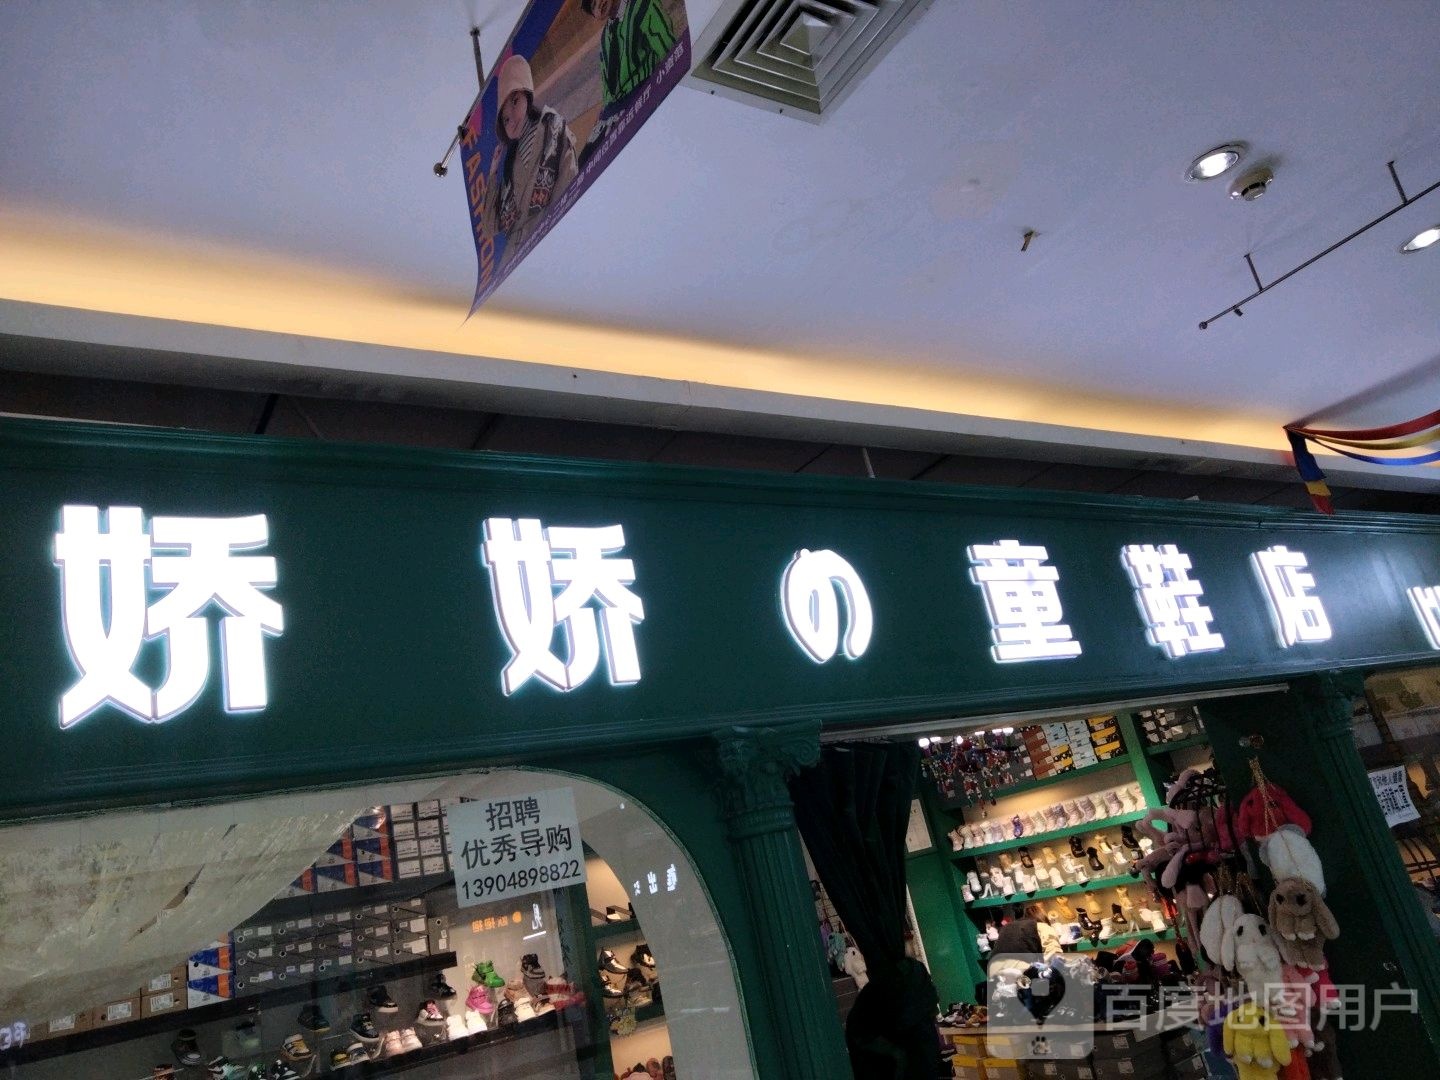 FASHION
娇娇の童鞋店
招聘
优秀导购
13904898822
百度地图用户